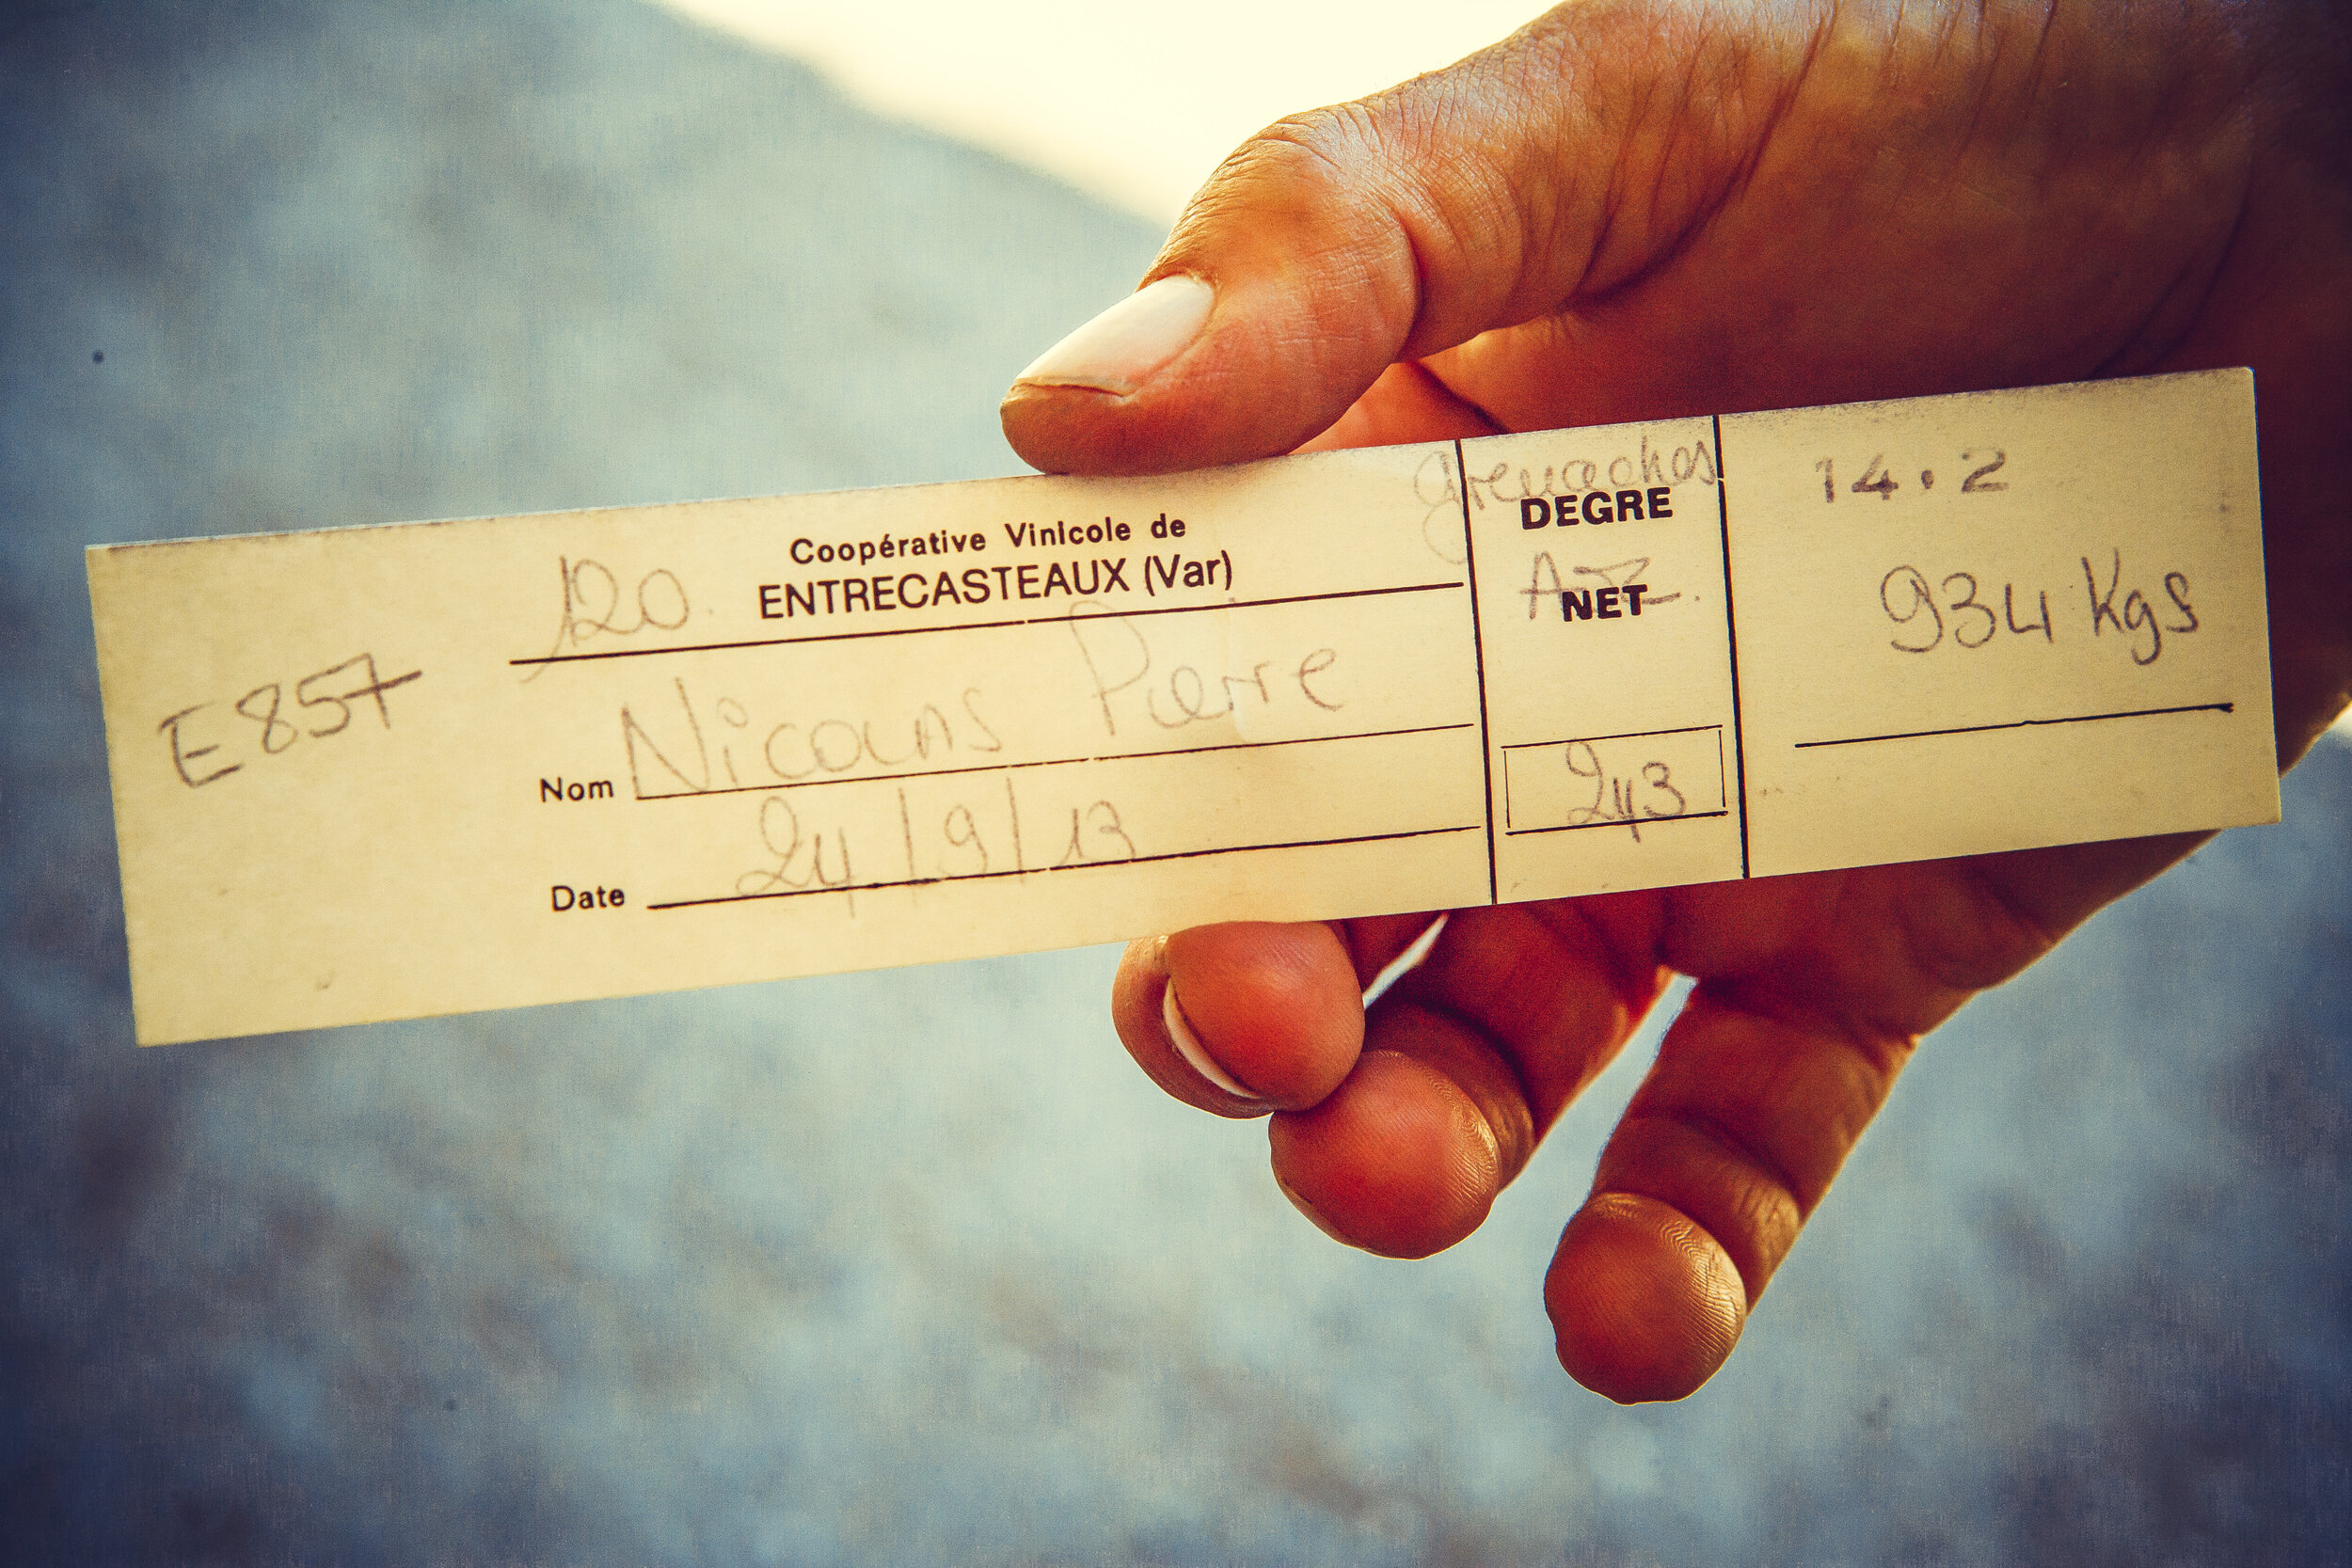 120. Coopérative Vinicole de
ENTRECASTEAUX (Var)
E857
Nom Nicolas Pierre
Date 24/9/13
grenaches
DEGRE
NET
243
14.2
934 Kgs